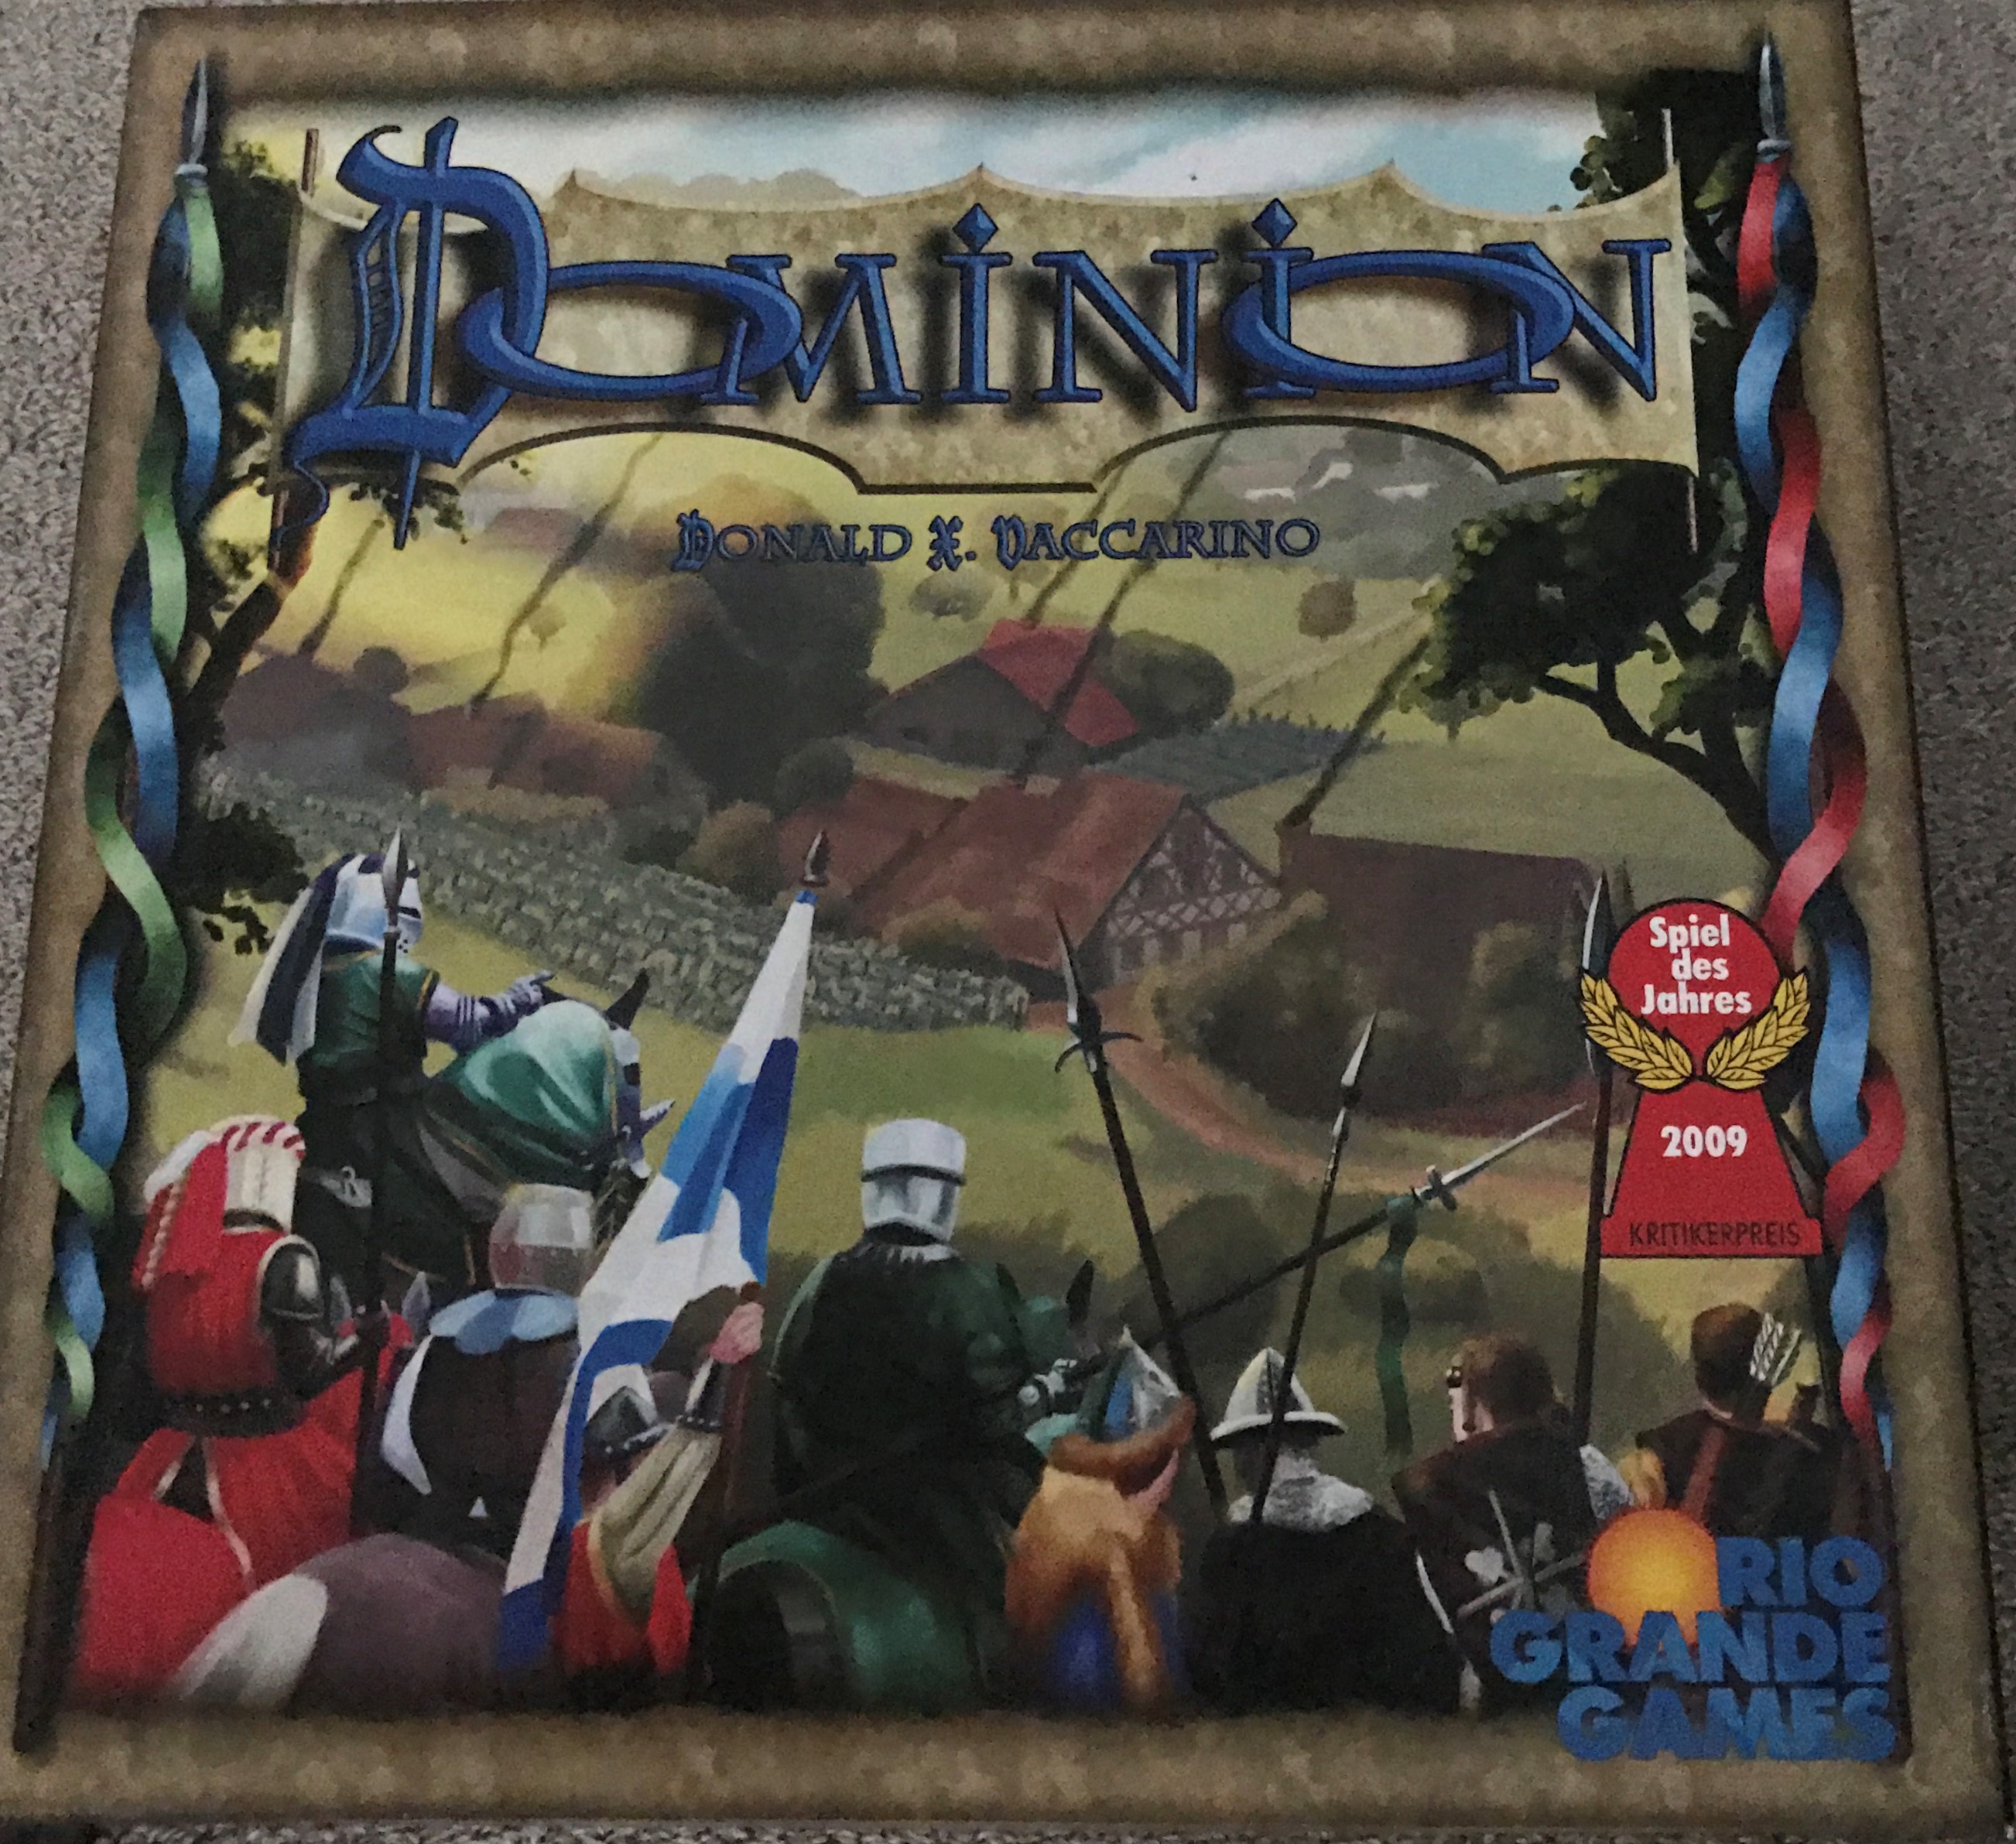 DOMINION
DONALD X. VACCARINO
Spiel
des
Jahres
2009
KRITIKERPREIS
RIO
GRANDE
GAMES